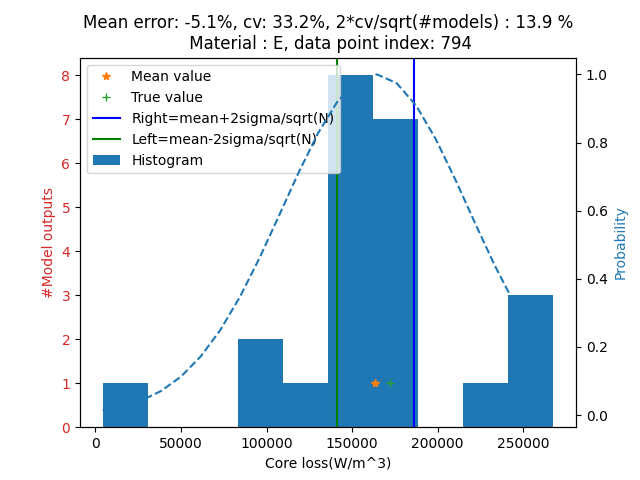 Mean error: -5.1%, cv: 33.2%, 2*cv/sqrt(#models) : 13.9 %
Material : E, data point index: 794
Mean value
True value
Right=mean+2sigma/sqrt(N)
Left=mean-2sigma/sqrt(N)
Histogram
#Model outputs
8
7
6
5
4
3
2
1
0
1.0
0.8
0.6
0.4
0.2
0.0
Probability
0
50000
100000
150000
200000
250000
Core loss(W/m^3)